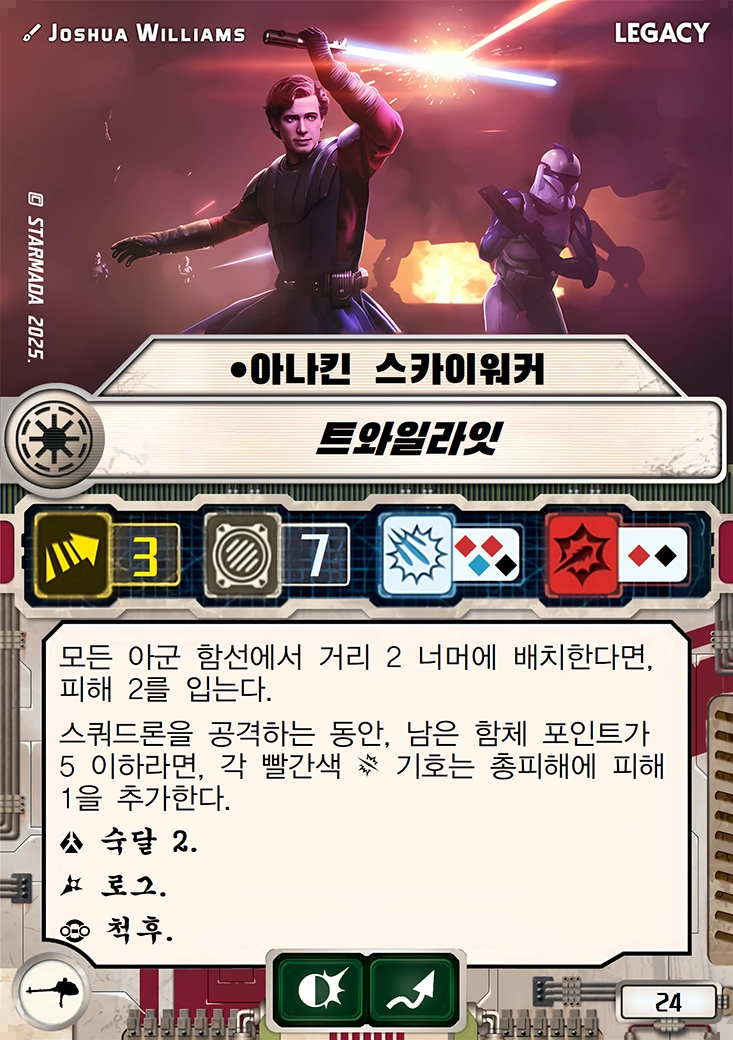 JOSHUA WILLIAMS
LEGACY
© STARMADA 2025.
•아나킨 스카이워커
트와일라잇
3
7
모든 아군 함선에서 거리 2 너머에 배치한다면,
피해 2를 입는다.
스쿼드론을 공격하는 동안, 남은 함체 포인트가
5 이하라면, 각 빨간색 기호는 총피해에 피해
1을 추가한다.
숙달 2.
로그.
척후.
24